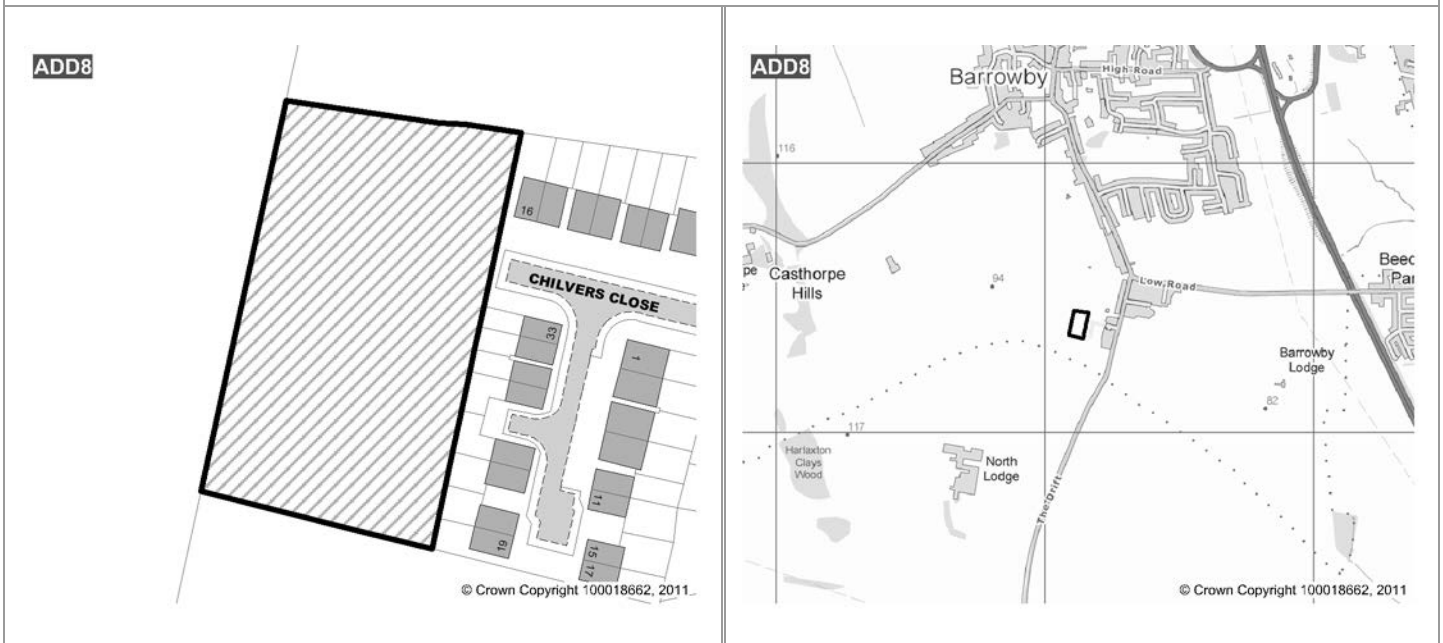 ADD8
16
CHILVERS CLOSE
33
1
11
19
15 17
© Crown Copyright 100018662, 2011
ADD8
Barrowby
High Road
116
Casthorpe
Hills
94
Low Road
Barrowby
Lodge
82
117
Harlaxton
Clays
Wood
North
Lodge
The Drift
© Crown Copyright 100018662, 2011